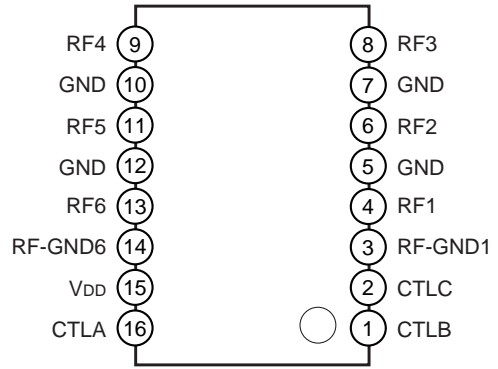 RF4 9 8 RF3
GND 10 7 GND
RF5 11 6 RF2
GND 12 5 GND
RF6 13 4 RF1
RF-GND6 14 3 RF-GND1
VDD 15 2 CTLC
CTLA 16 1 CTLB